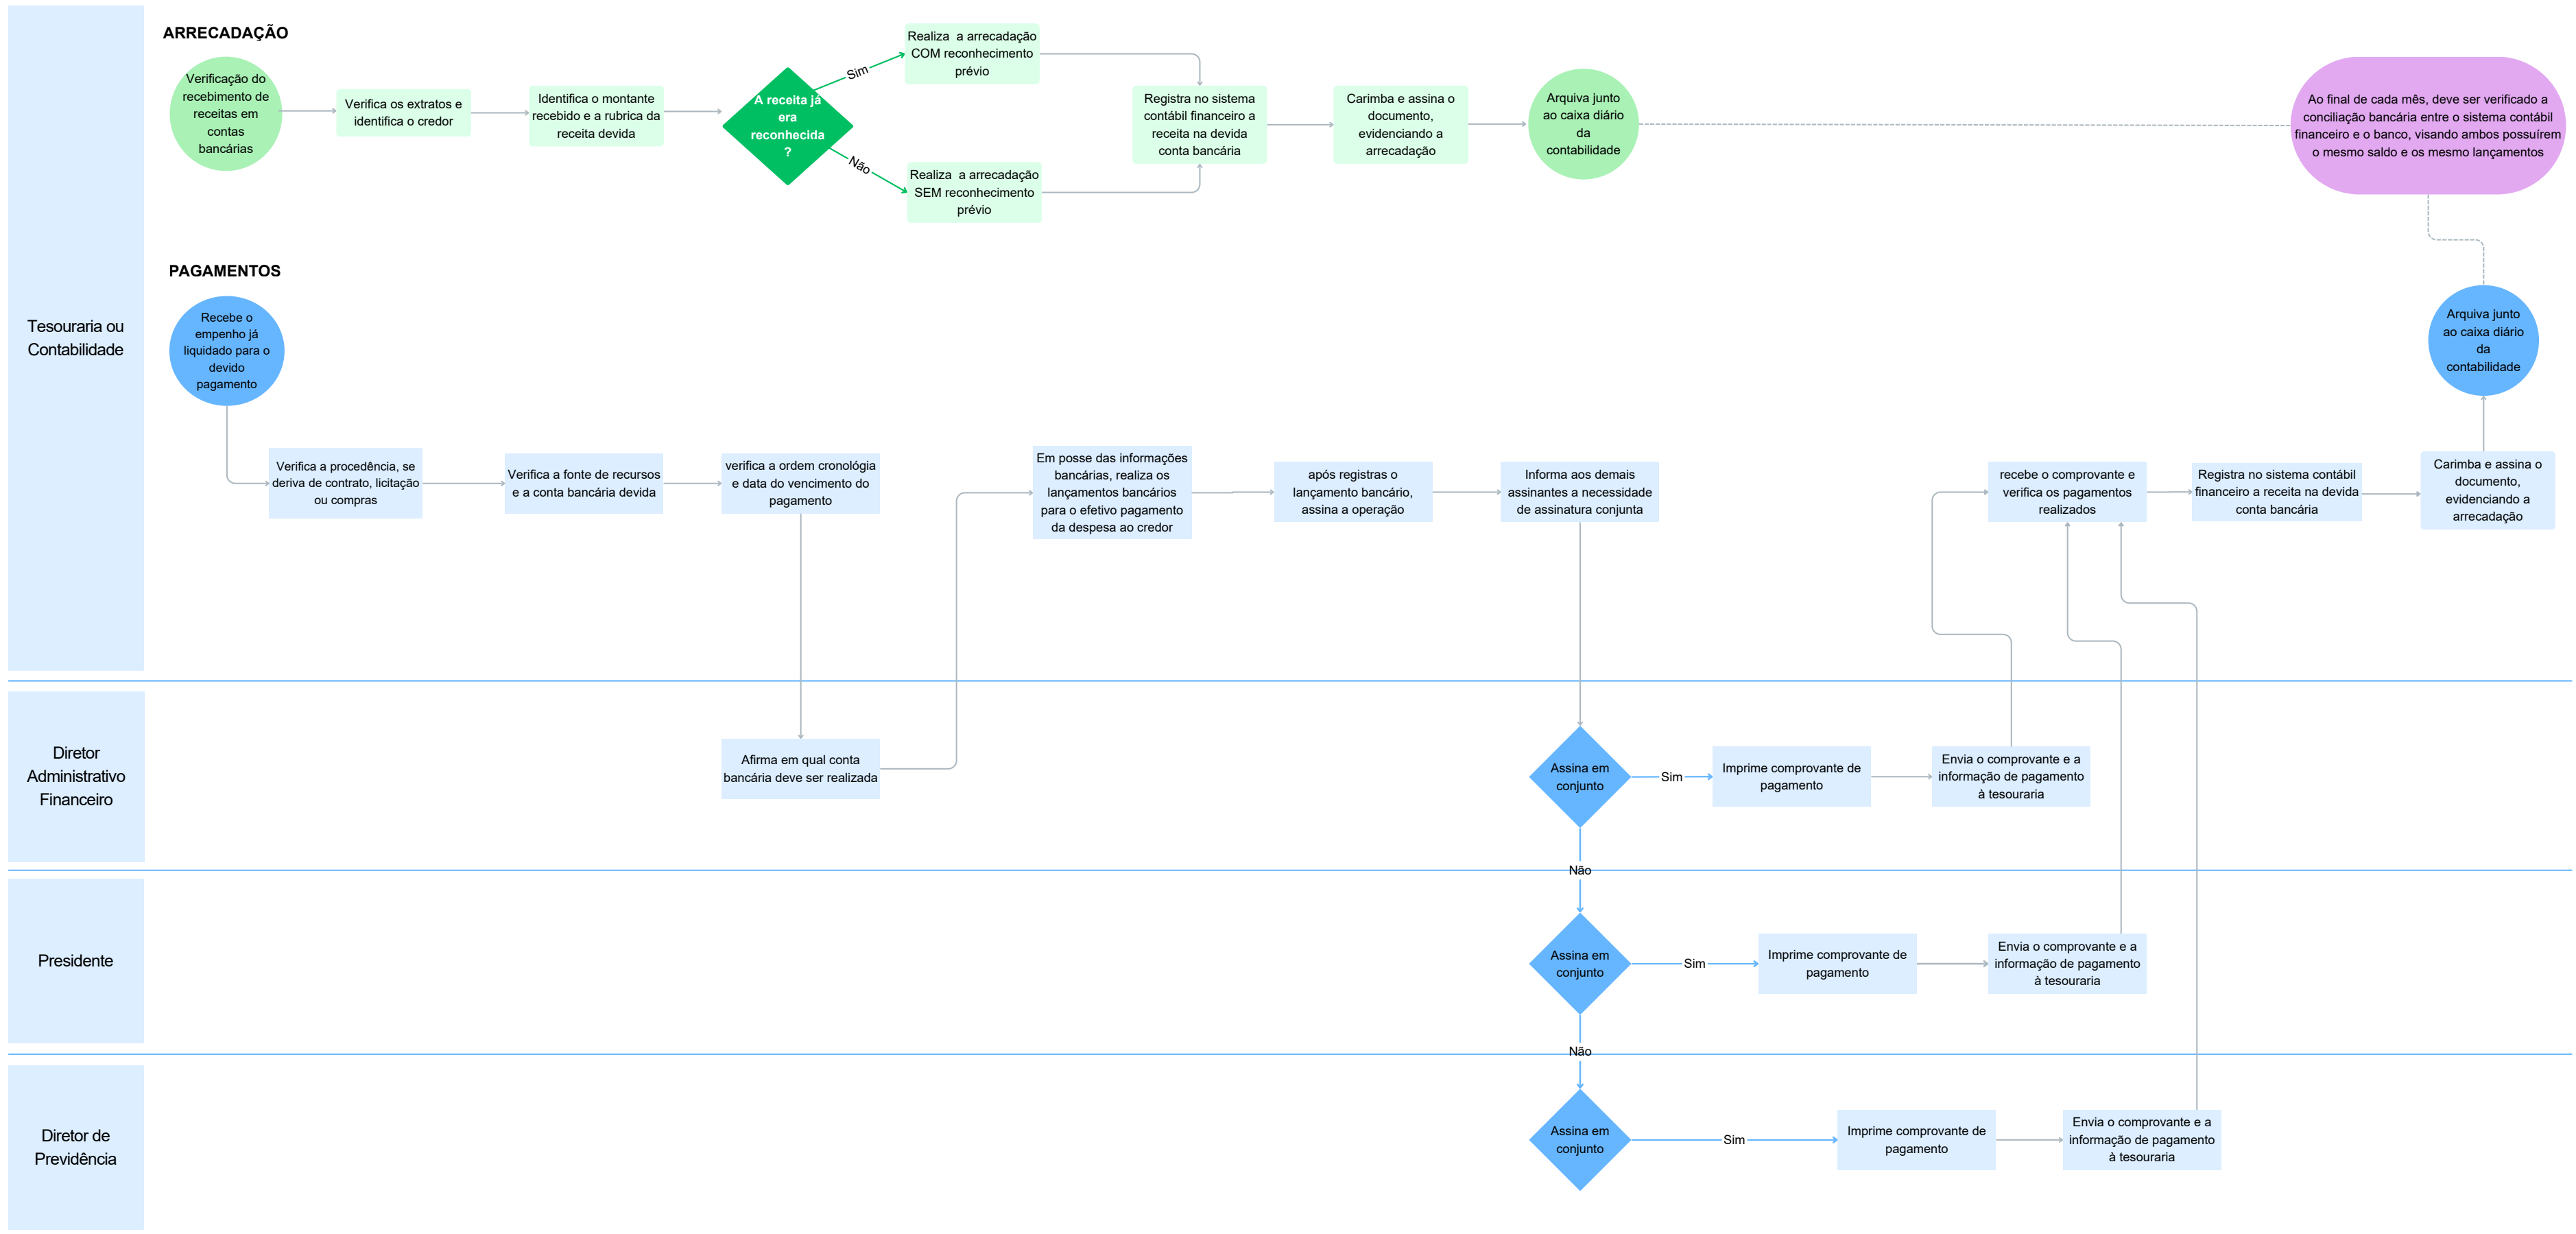 ARRECADAÇÃO
Verificação do
recebimento de
receitas em
contas
bancárias
Verifica os extratos e
identifica o credor
Identifica o montante
recebido e a rubrica da
receita devida
A receita já
era
reconhecida
?
Sim
Não
Realiza a arrecadação
COM reconhecimento
prévio
Realiza a arrecadação
SEM reconhecimento
prévio
Registra no sistema
contábil financeiro a
receita na devida
conta bancária
Carimba e assina o
documento,
evidenciando a
arrecadação
Arquiva junto
ao caixa diário
da
contabilidade
Ao final de cada mês, deve ser verificado a
conciliação bancária entre o sistema contábil
financeiro e o banco, visando ambos possuírem
o mesmo saldo e os mesmo lançamentos
Tesouraria ou
Contabilidade
PAGAMENTOS
Recebe o
empenho já
liquidado para o
devido
pagamento
Verifica a procedência, se
deriva de contrato, licitação
ou compras
Verifica a fonte de recursos
e a conta bancária devida
verifica a ordem cronológia
e data do vencimento do
pagamento
Em posse das informações
bancárias, realiza os
lançamentos bancários
para o efetivo pagamento
da despesa ao credor
após registras o
lançamento bancário,
assina a operação
Informa aos demais
assinantes a necessidade
de assinatura conjunta
recebe o comprovante e
verifica os pagamentos
realizados
Registra no sistema contábil
financeiro a receita na devida
conta bancária
Carimba e assina o
documento,
evidenciando a
arrecadação
Arquiva junto
ao caixa diário
da
contabilidade
Diretor
Administrativo
Financeiro
Afirma em qual conta
bancária deve ser realizada
Assina em
conjunto
Sim
Imprime comprovante de
pagamento
Envia o comprovante e a
informação de pagamento
à tesouraria
Não
Presidente
Assina em
conjunto
Sim
Imprime comprovante de
pagamento
Envia o comprovante e a
informação de pagamento
à tesouraria
Não
Diretor de
Previdência
Assina em
conjunto
Sim
Imprime comprovante de
pagamento
Envia o comprovante e a
informação de pagamento
à tesouraria